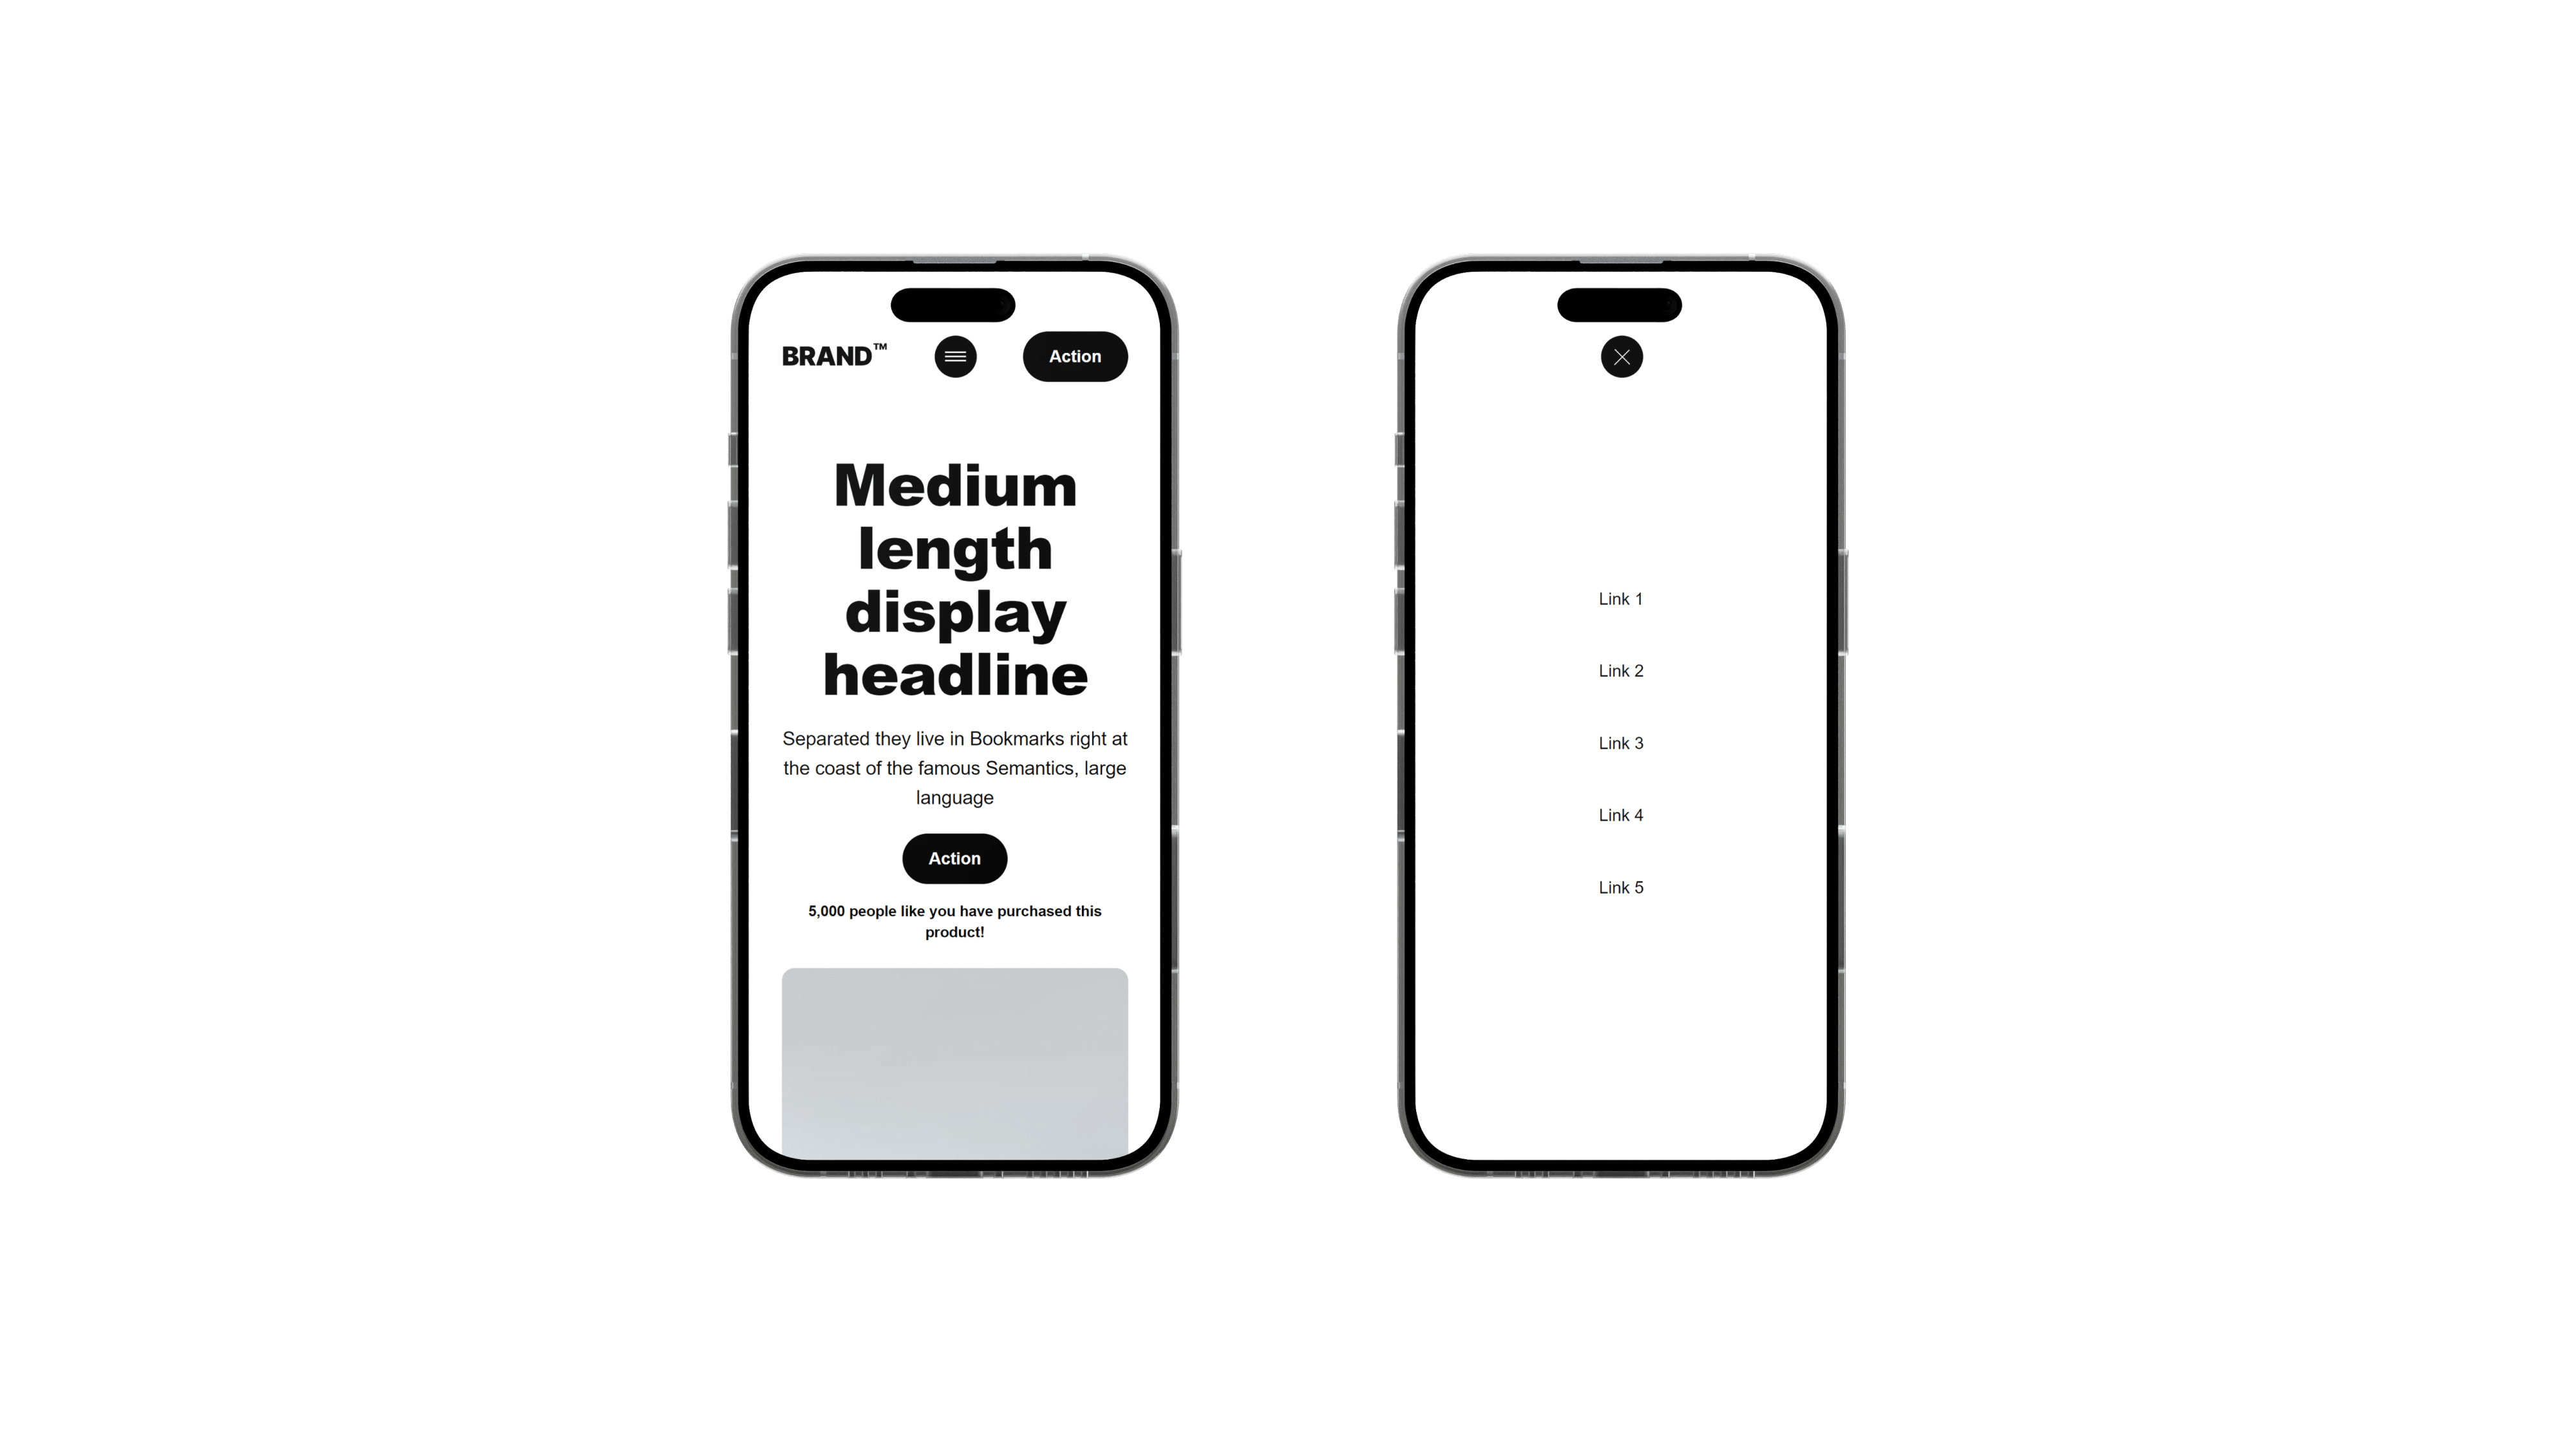 BRAND™
Action
Medium
length
display
headline
Separated they live in Bookmarks right at
the coast of the famous Semantics, large
language
Action
5,000 people like you have purchased this
product!
Link 1
Link 2
Link 3
Link 4
Link 5